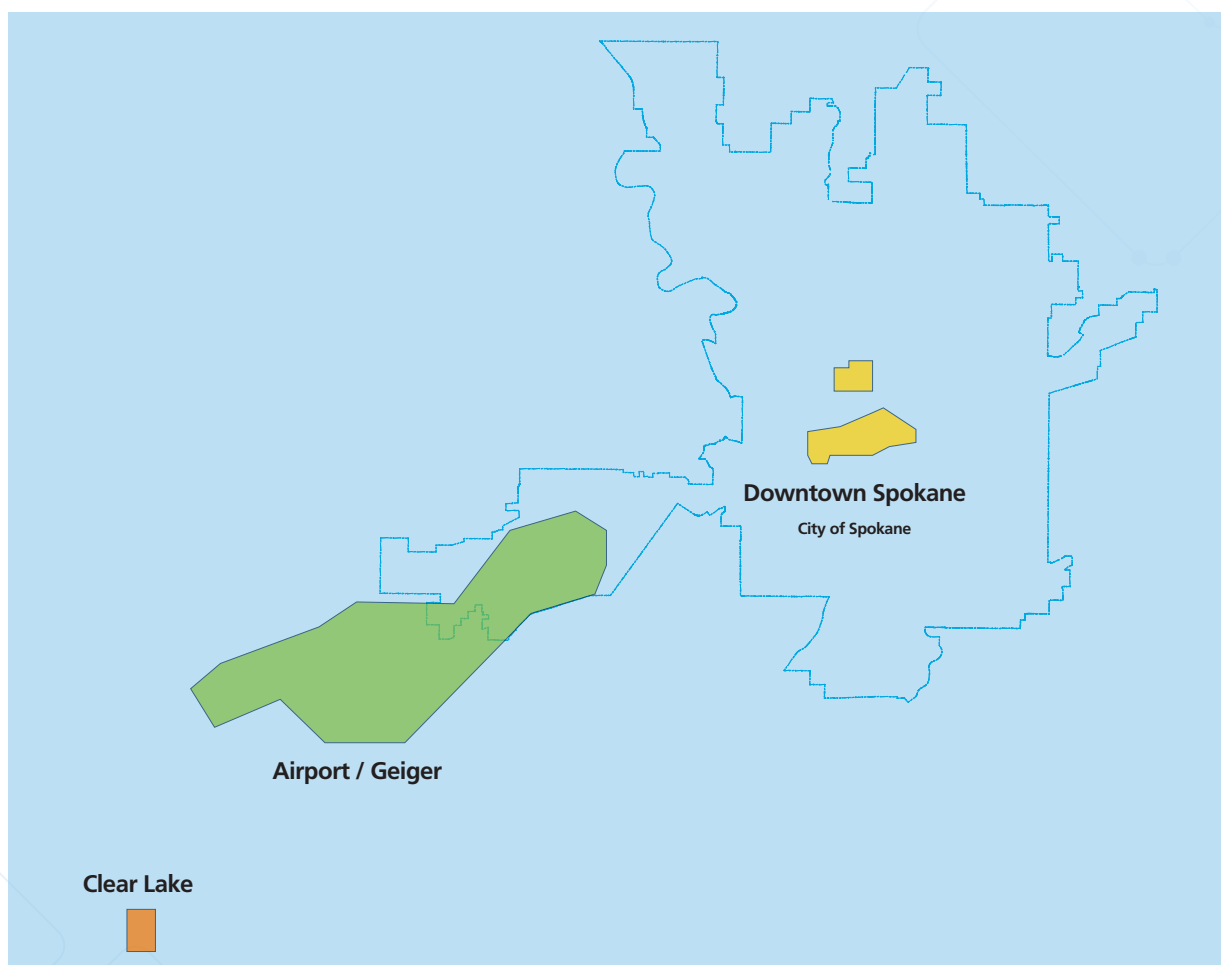 Downtown Spokane
City of Spokane
Airport / Geiger
Clear Lake